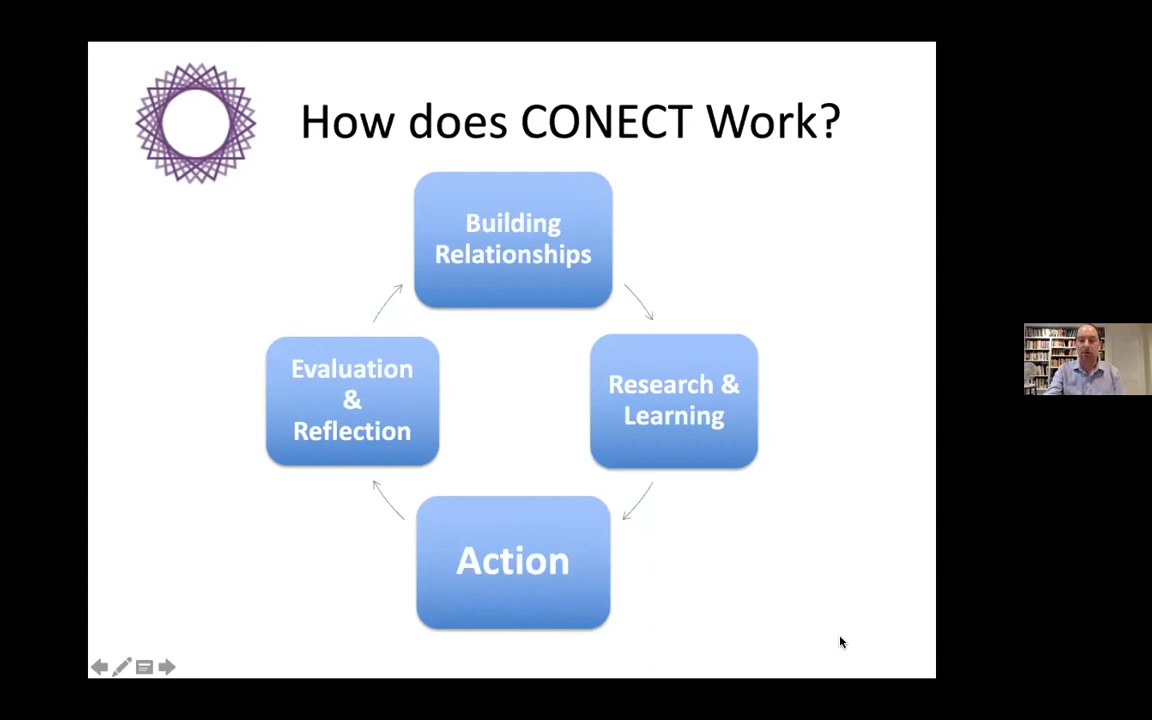 How does CONECT Work?
Building
Relationships
Research &
Learning
Action
Evaluation
&
Reflection